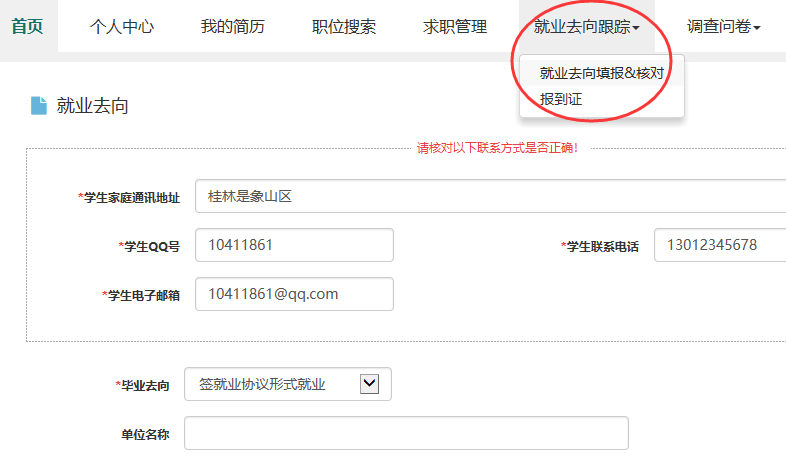 首页 个人中心 我的简历 职位搜索 求职管理 就业去向跟踪 调查问卷
就业去向填报&核对
报到证
就业去向
请核对以下联系方式是否正确!
*学生家庭通讯地址 桂林是象山区
*学生QQ号 10411861 *学生联系电话 13012345678
*学生电子邮箱 10411861@qq.com
*毕业去向 签就业协议形式就业
单位名称